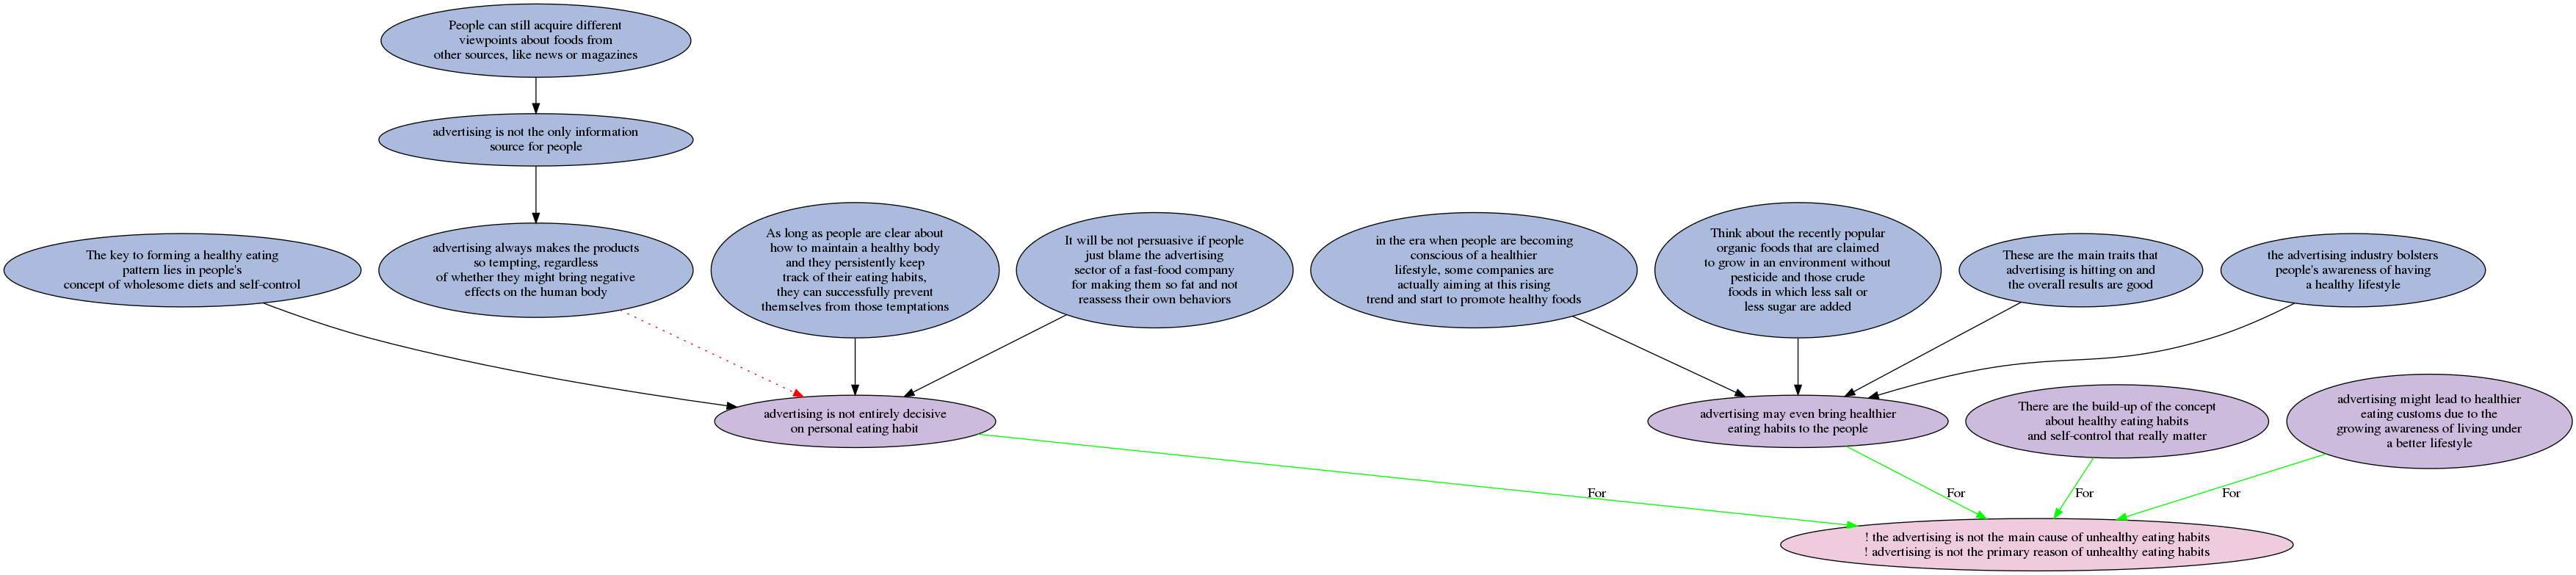 People can still acquire different
viewpoints about foods from
other sources, like news or magazines
advertising is not the only information
source for people
The key to forming a healthy eating
pattern lies in people's
concept of wholesome diets and self-control
advertising always makes the products
so tempting, regardless
of whether they might bring negative
effects on the human body
As long as people are clear about
how to maintain a healthy body
and they persistently keep
track of their eating habits,
they can successfully prevent
themselves from those temptations
It will be not persuasive if people
just blame the advertising
sector of a fast-food company
for making them so fat and not
reassess their own behaviors
in the era when people are becoming
conscious of a healthier
lifestyle, some companies are
actually aiming at this rising
trend and start to promote healthy foods
Think about the recently popular
organic foods that are claimed
to grow in an environment without
pesticide and those crude
foods in which less salt or
less sugar are added
These are the main traits that
advertising is hitting on and
the overall results are good
the advertising industry bolsters
people's awareness of having
a healthy lifestyle
advertising is not entirely decisive
on personal eating habit
advertising may even bring healthier
eating habits to the people
There are the build-up of the concept
about healthy eating habits
and self-control that really matter
advertising might lead to healthier
eating customs due to the
growing awareness of living under
a better lifestyle
For
For
For
For
! the advertising is not the main cause of unhealthy eating habits
! advertising is not the primary reason of unhealthy eating habits